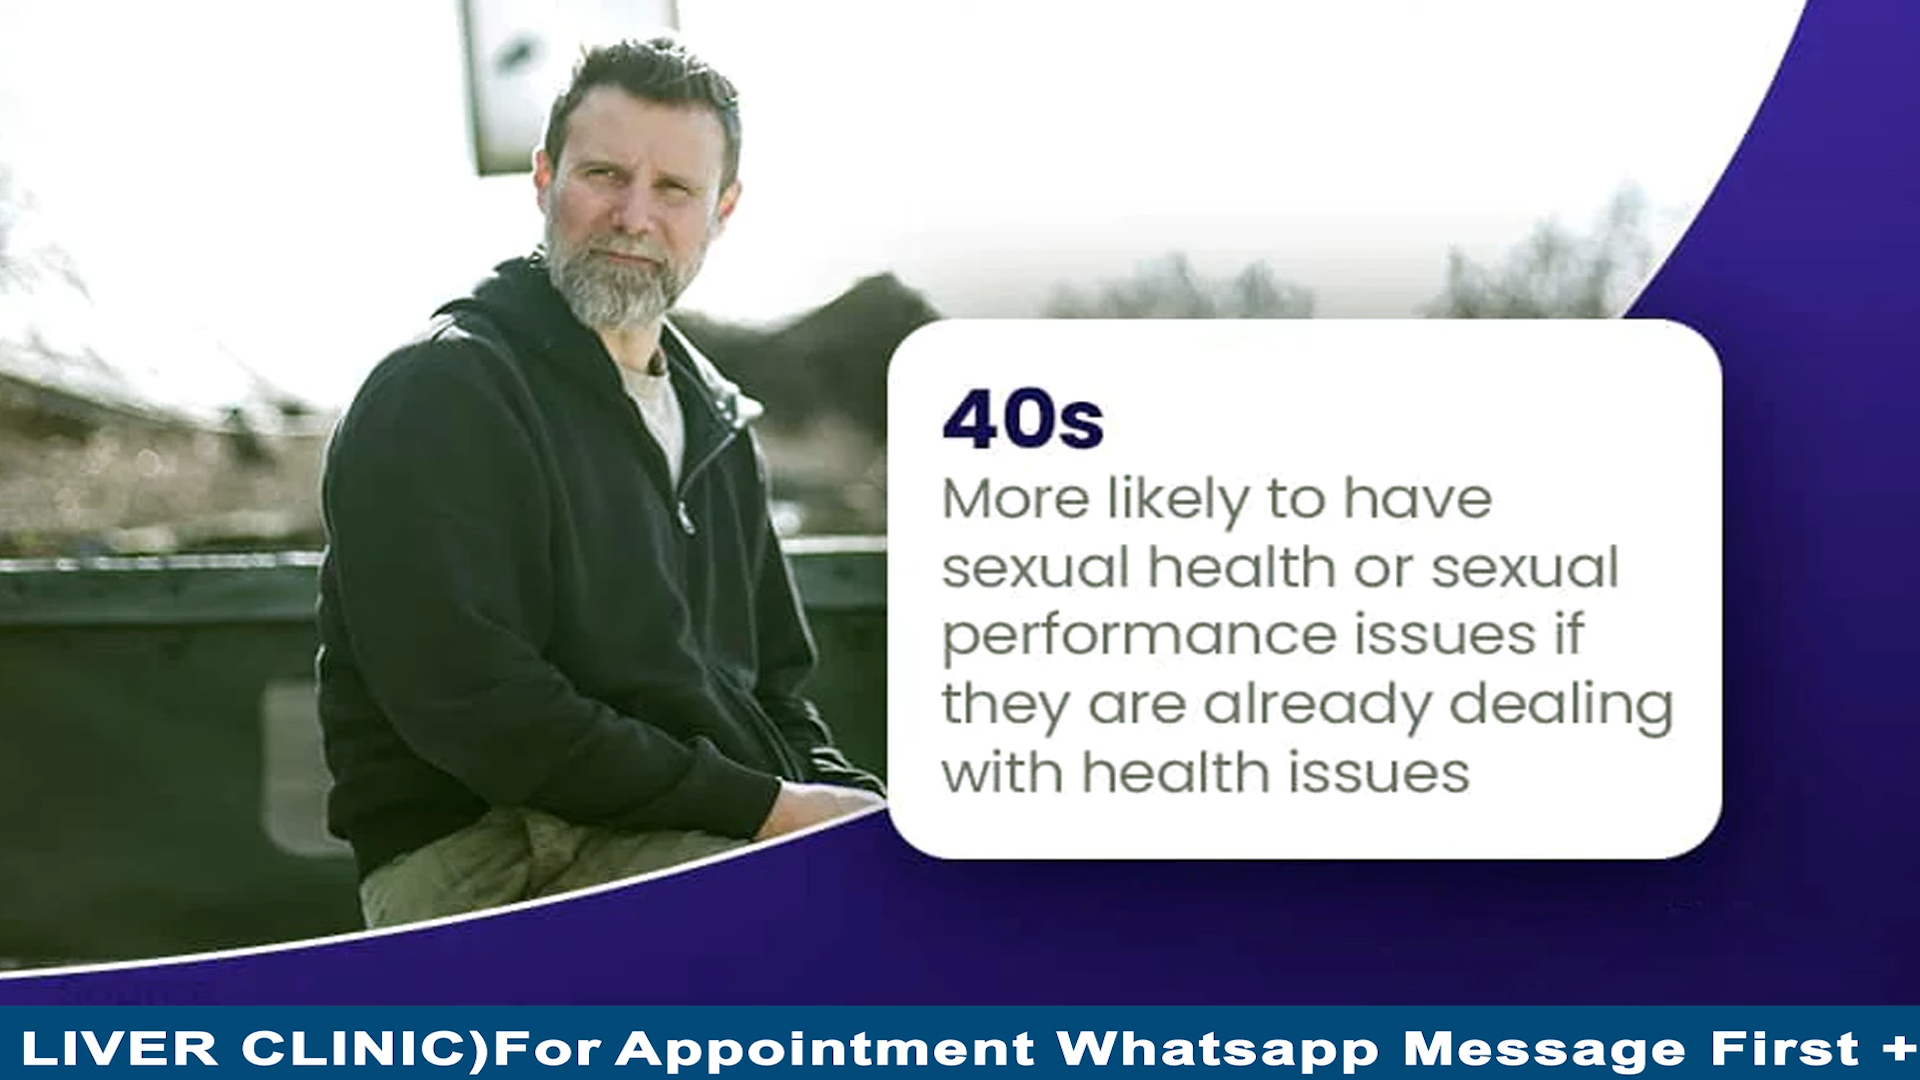 40s
More likely to have
sexual health or sexual
performance issues if
they are already dealing
with health issues
LIVER CLINIC)For Appointment Whatsapp Message First +